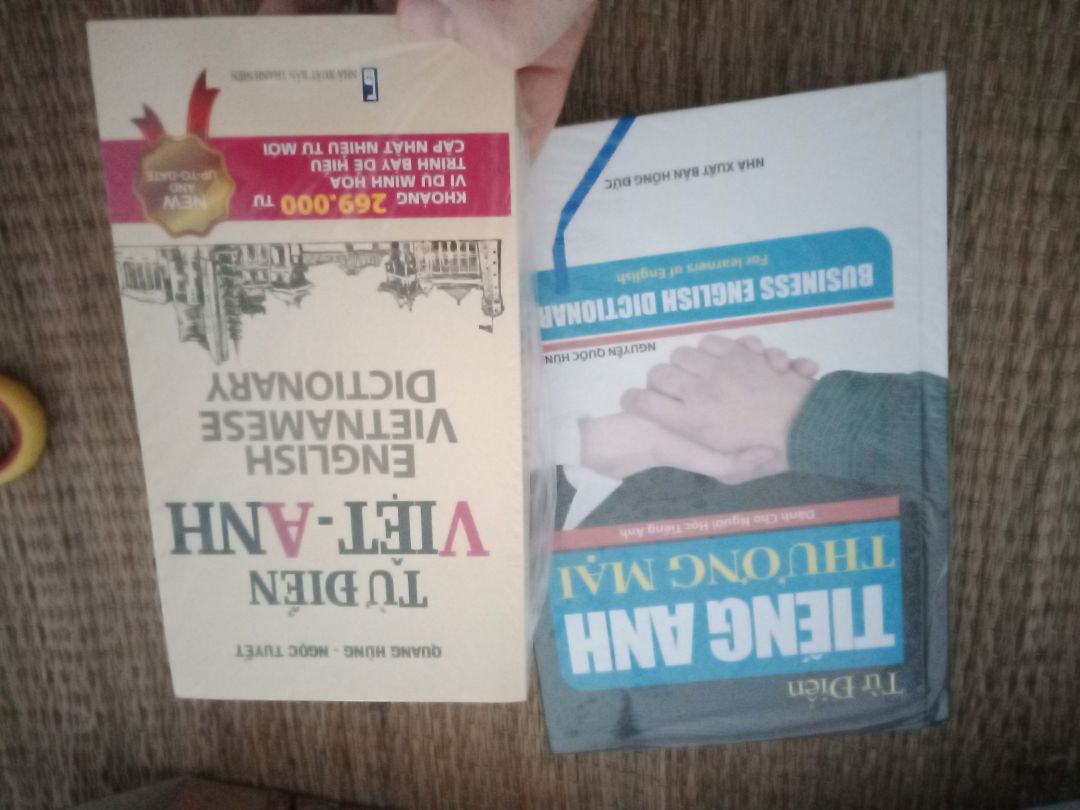 QUANG HÙNG - NGỌC TUYẾT
TỪ ĐIỂN
VIỆT-ANH
ENGLISH
VIETNAMESE
DICTIONARY
KHOẢNG 269.000 TỪ
VÍ DỤ MINH HỌA
TRÌNH BÀY DỄ HIỂU
CẬP NHẬT NHIỀU TỪ MỚI
NEW
AND
UP-TO-DATE
NHÀ XUẤT BẢN THANH NIÊN
Từ Điển
TIẾNG ANH
THƯƠNG MẠI
Dành Cho Người Học Tiếng Anh
NGUYỄN QUỐC HÙN
BUSINESS ENGLISH DICTIONAR
For learners of English
NHÀ XUẤT BẢN HỒNG ĐỨC